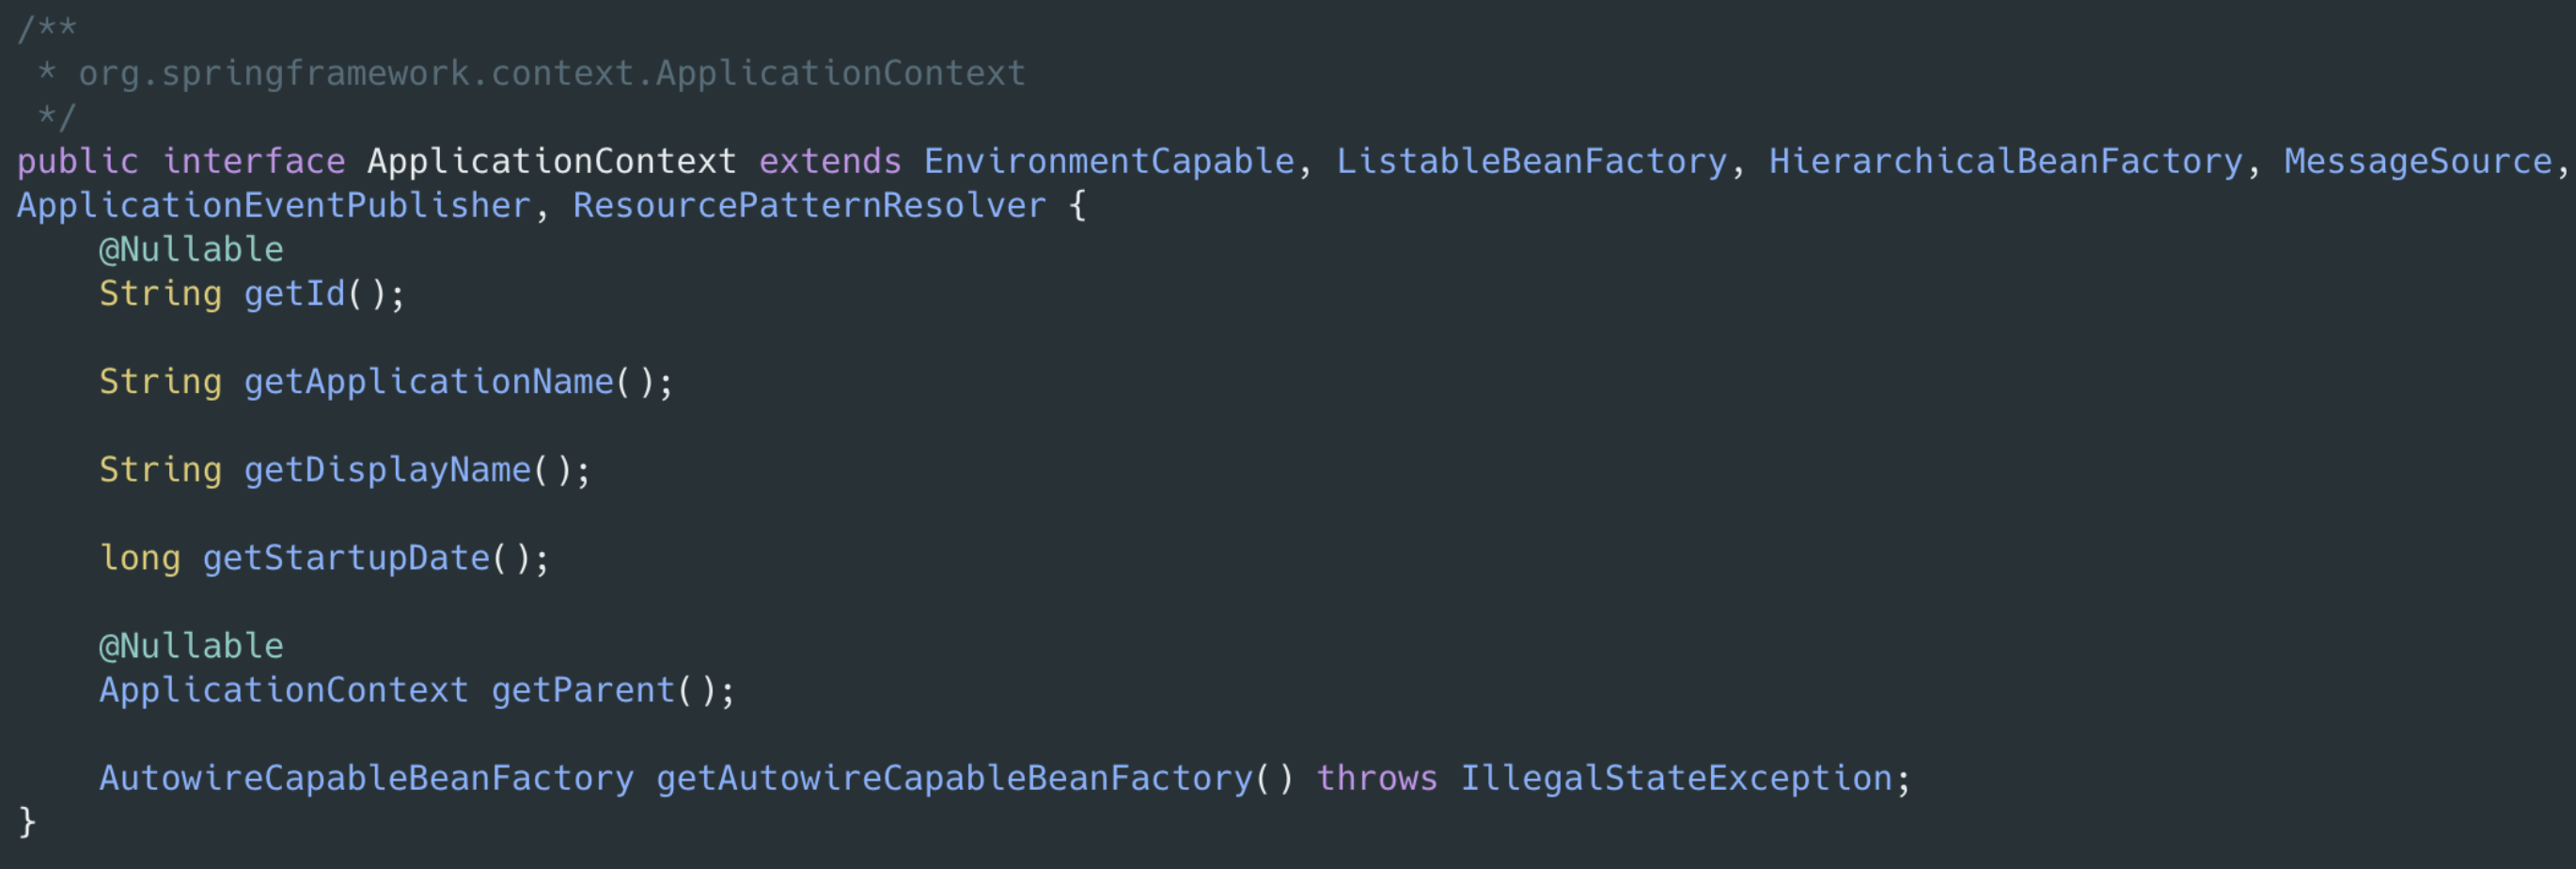 /**
 * org.springframework.context.ApplicationContext
 */
public interface ApplicationContext extends EnvironmentCapable, ListableBeanFactory, HierarchicalBeanFactory, MessageSource,
ApplicationEventPublisher, ResourcePatternResolver {
    @Nullable
    String getId();

    String getApplicationName();

    String getDisplayName();

    long getStartupDate();

    @Nullable
    ApplicationContext getParent();

    AutowireCapableBeanFactory getAutowireCapableBeanFactory() throws IllegalStateException;
}